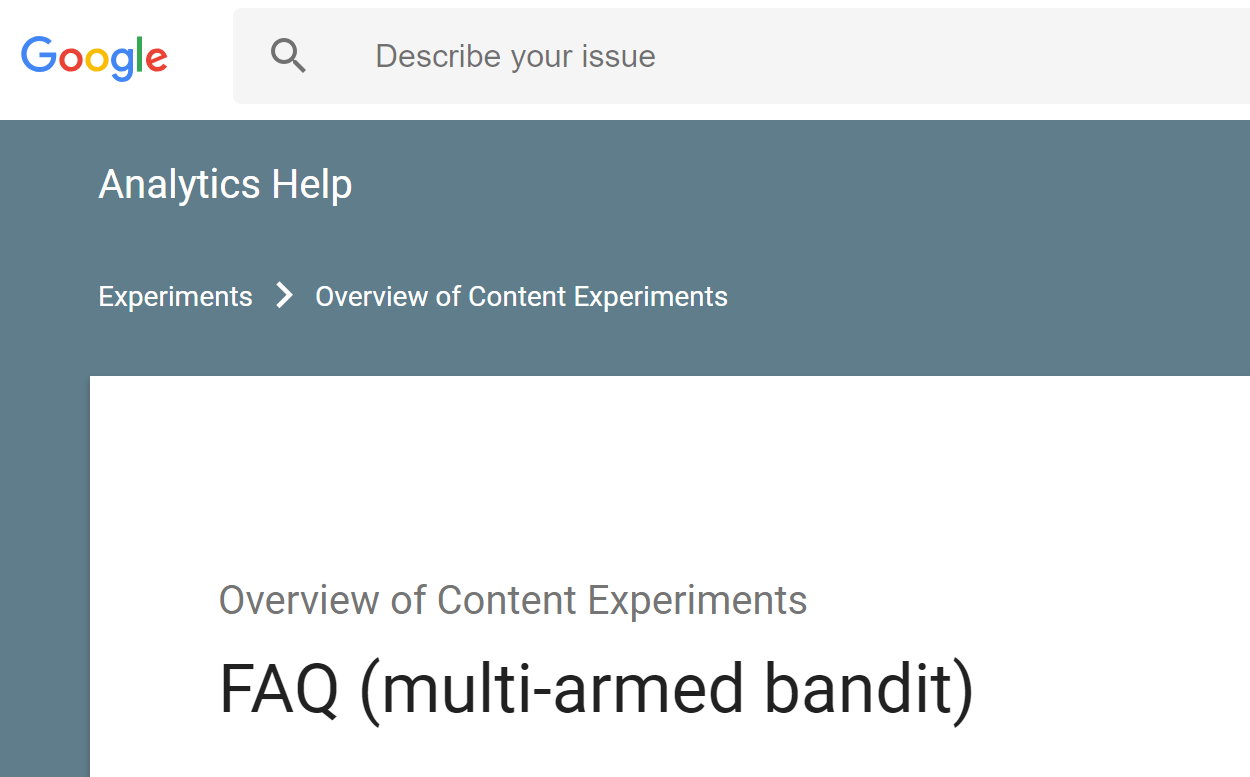 Google
Describe your issue
Analytics Help
Experiments
Overview of Content Experiments
Overview of Content Experiments
FAQ (multi-armed bandit)